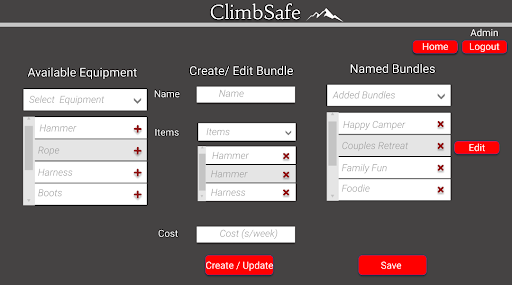 ClimbSafe
Admin
Home
Logout
Available Equipment
Select Equipment
Hammer
Rope
Harness
Boots
Create/ Edit Bundle
Name
Name
Items
Items
Hammer
Hammer
Harness
Cost
Cost (s/week)
Create / Update
Named Bundles
Added Bundles
Happy Camper
Couples Retreat
Family Fun
Foodie
Edit
Save